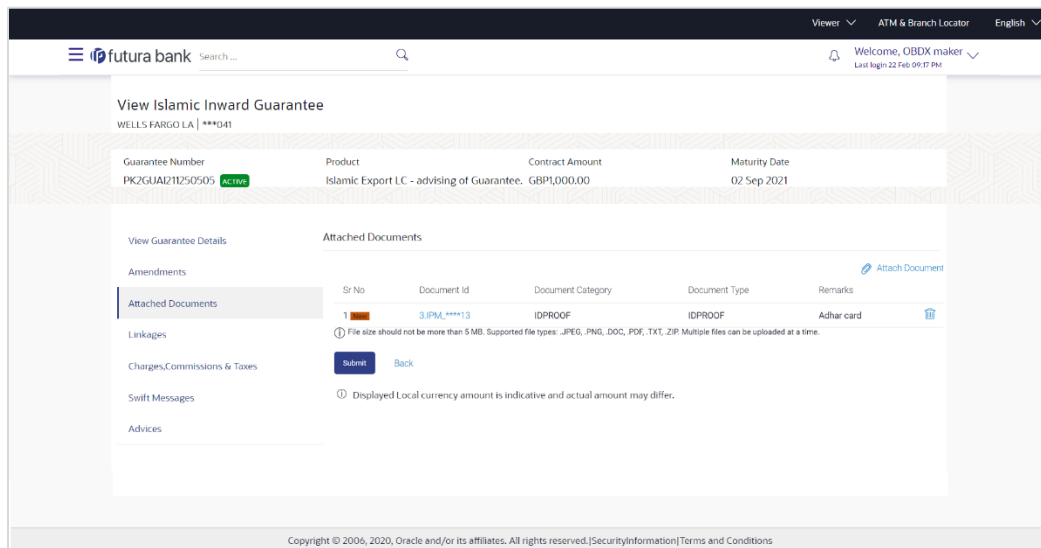 Viewer ATM & Branch Locator English
futura bank Search ... Welcome, OBDX maker
Last login 22 Feb 09:17 PM
View Islamic Inward Guarantee
WELLS FARGO LA | ***041
Guarantee Number Product Contract Amount Maturity Date
PK2GUAI211250505 ACTIVE Islamic Export LC - advising of Guarantee. GBP1,000.00 02 Sep 2021
View Guarantee Details
Amendments
Attached Documents
Linkages
Charges,Commissions & Taxes
Swift Messages
Advices
Attached Documents
Attach Document
Sr No Document Id Document Category Document Type Remarks
1 New 3.IPM_****13 IDPROOF IDPROOF Adhar card
File size should not be more than 5 MB. Supported file types: .JPEG, .PNG, .DOC, .PDF, .TXT, .ZIP. Multiple files can be uploaded at a time.
Submit Back
Displayed Local currency amount is indicative and actual amount may differ.
Copyright © 2006, 2020, Oracle and/or its affiliates. All rights reserved.|SecurityInformation|Terms and Conditions